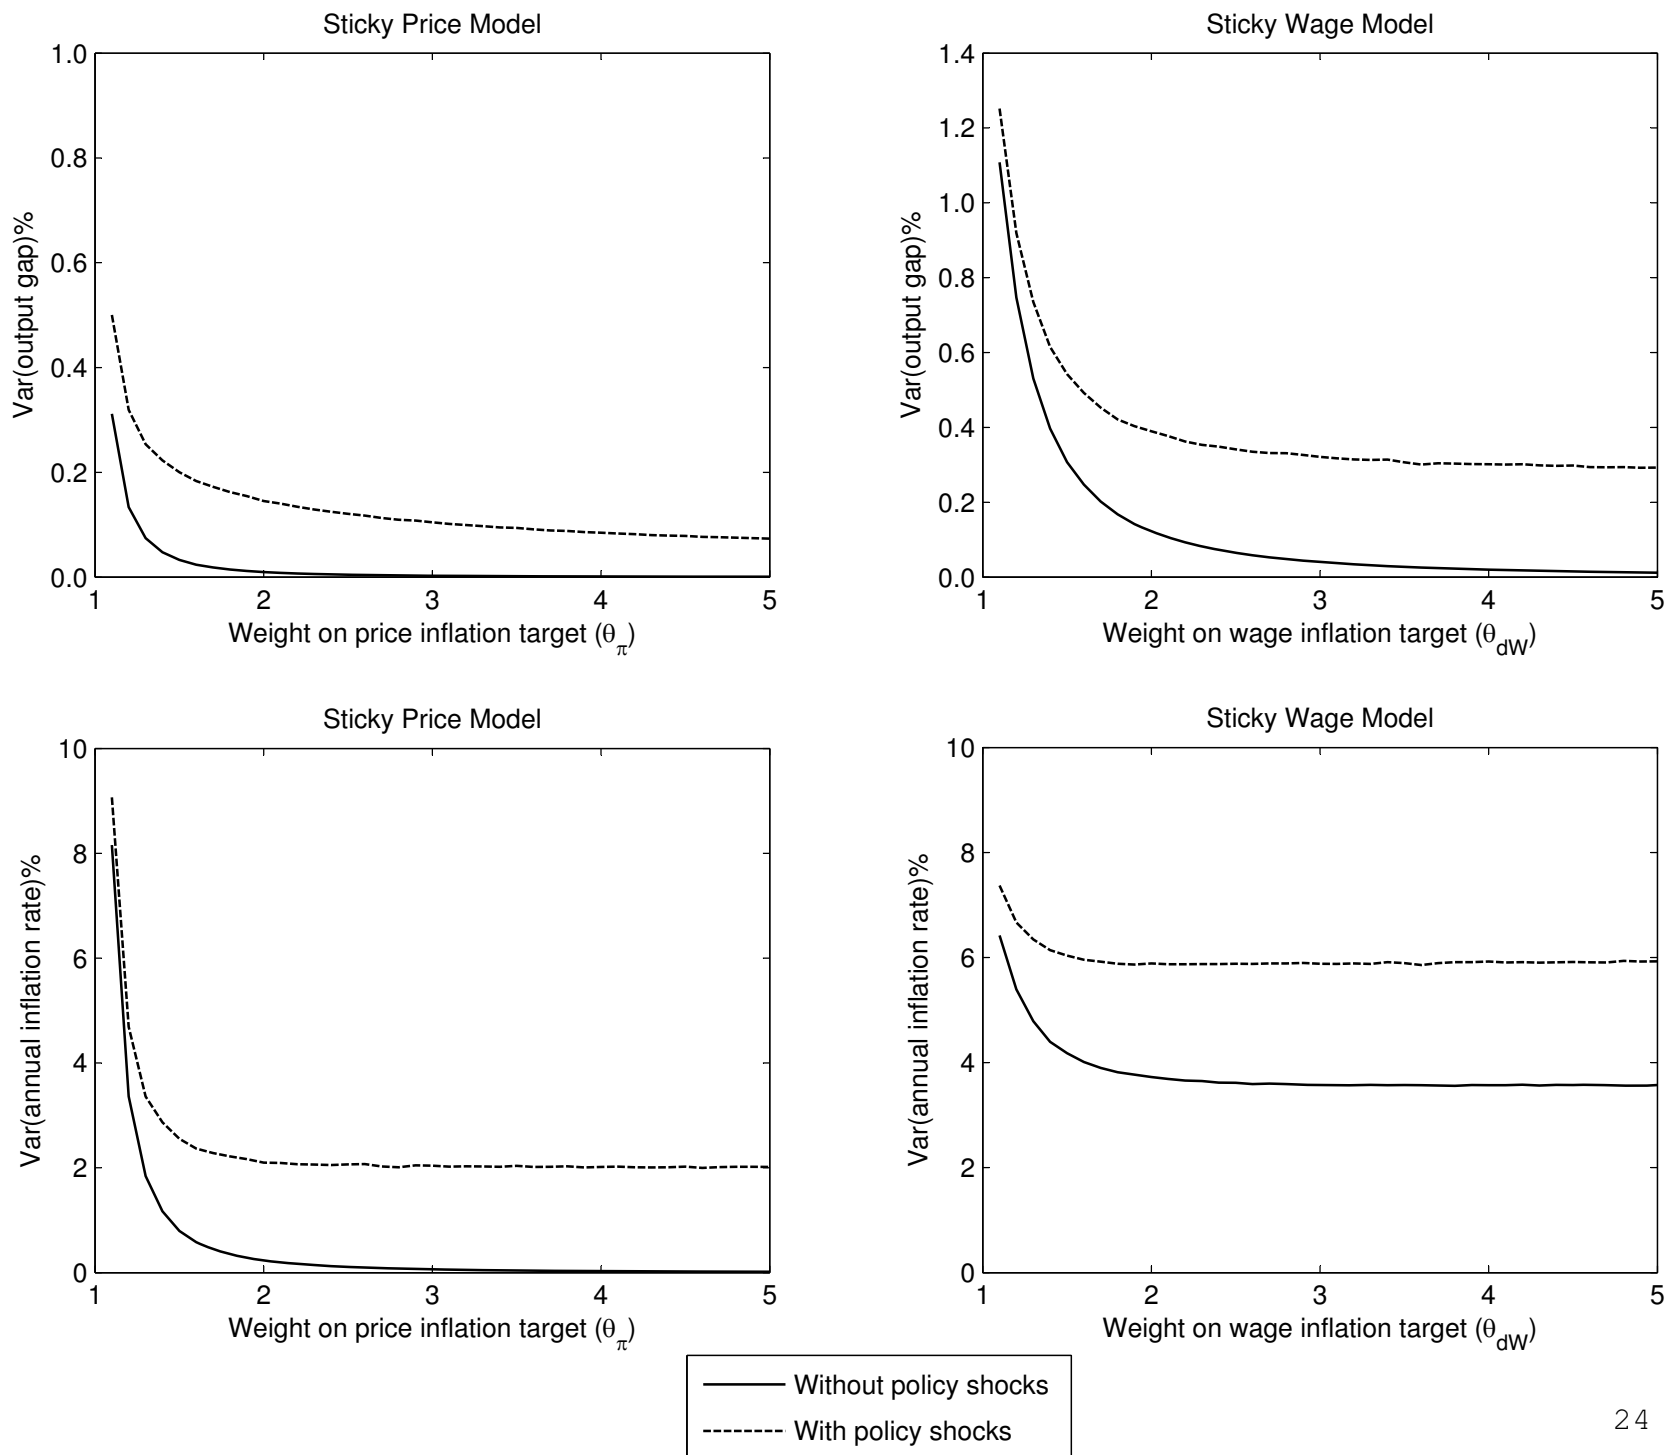 Sticky Price Model
1.0
0.8
0.6
0.4
0.2
0.0
Var(output gap)%
1 2 3 4 5
Weight on price inflation target (θ_π)
Sticky Wage Model
1.4
1.2
1.0
0.8
0.6
0.4
0.2
0.0
Var(output gap)%
1 2 3 4 5
Weight on wage inflation target (θ_dW)
Sticky Price Model
10
8
6
4
2
0
Var(annual inflation rate)%
1 2 3 4 5
Weight on price inflation target (θ_π)
Sticky Wage Model
10
8
6
4
2
0
Var(annual inflation rate)%
1 2 3 4 5
Weight on wage inflation target (θ_dW)
Without policy shocks
With policy shocks
24